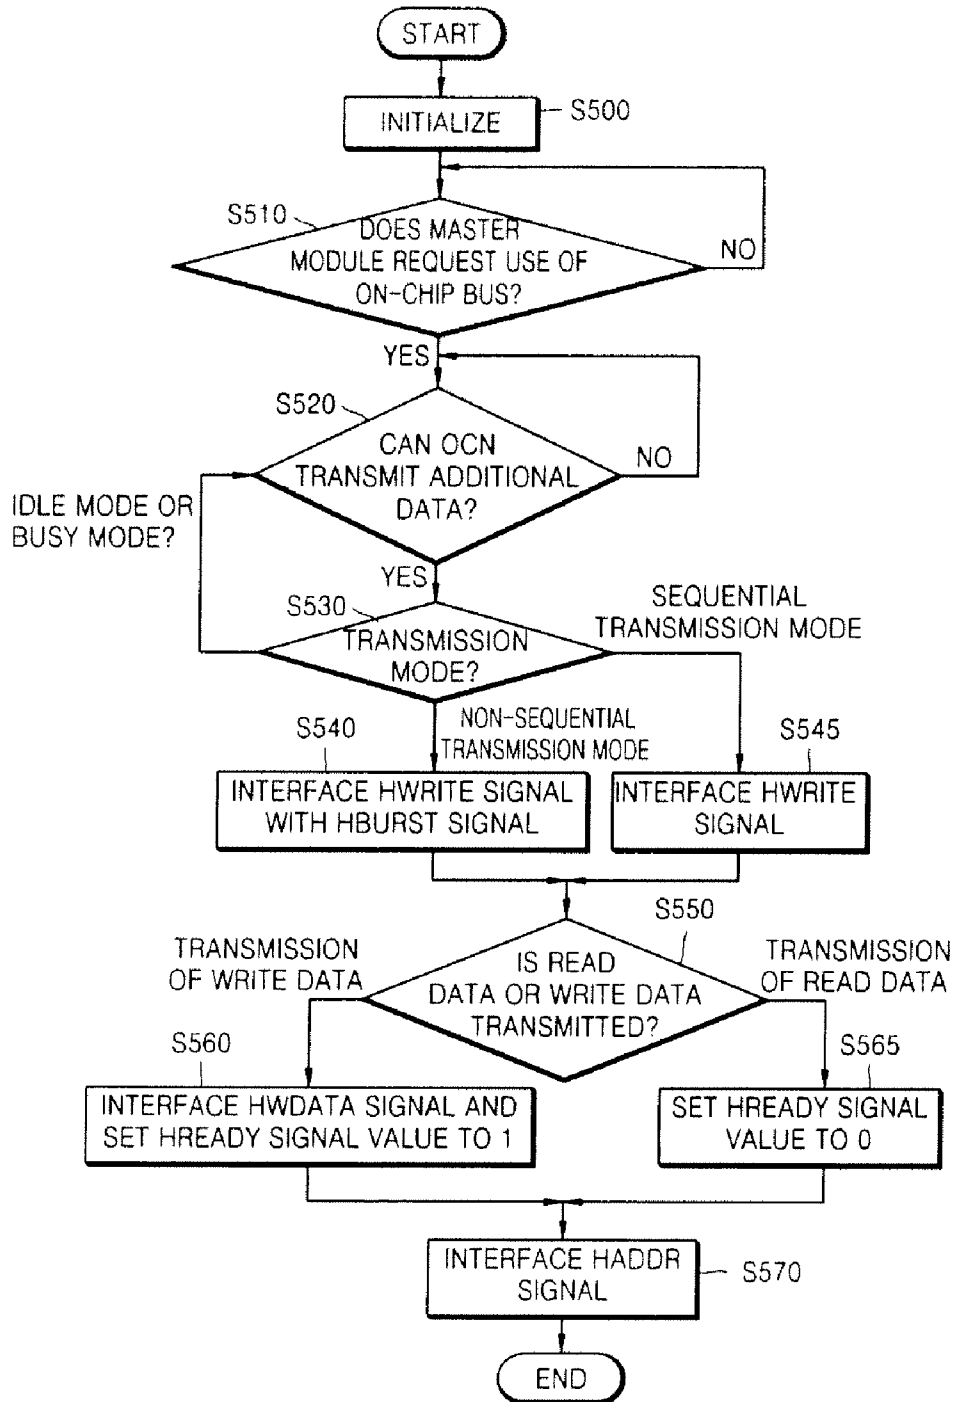 START
INITIALIZE
S500
S510
DOES MASTER
MODULE REQUEST USE OF
ON-CHIP BUS?
NO
YES
S520
CAN OCN
TRANSMIT ADDITIONAL
DATA?
NO
IDLE MODE OR
BUSY MODE?
YES
S530
TRANSMISSION
MODE?
SEQUENTIAL
TRANSMISSION MODE
S540
NON-SEQUENTIAL
TRANSMISSION MODE
S545
INTERFACE HWRITE SIGNAL
WITH HBURST SIGNAL
INTERFACE HWRITE
SIGNAL
S550
TRANSMISSION
OF WRITE DATA
IS READ
DATA OR WRITE DATA
TRANSMITTED?
TRANSMISSION
OF READ DATA
S560
S565
INTERFACE HWDATA SIGNAL AND
SET HREADY SIGNAL VALUE TO 1
SET HREADY SIGNAL
VALUE TO 0
INTERFACE HADDR
SIGNAL
S570
END